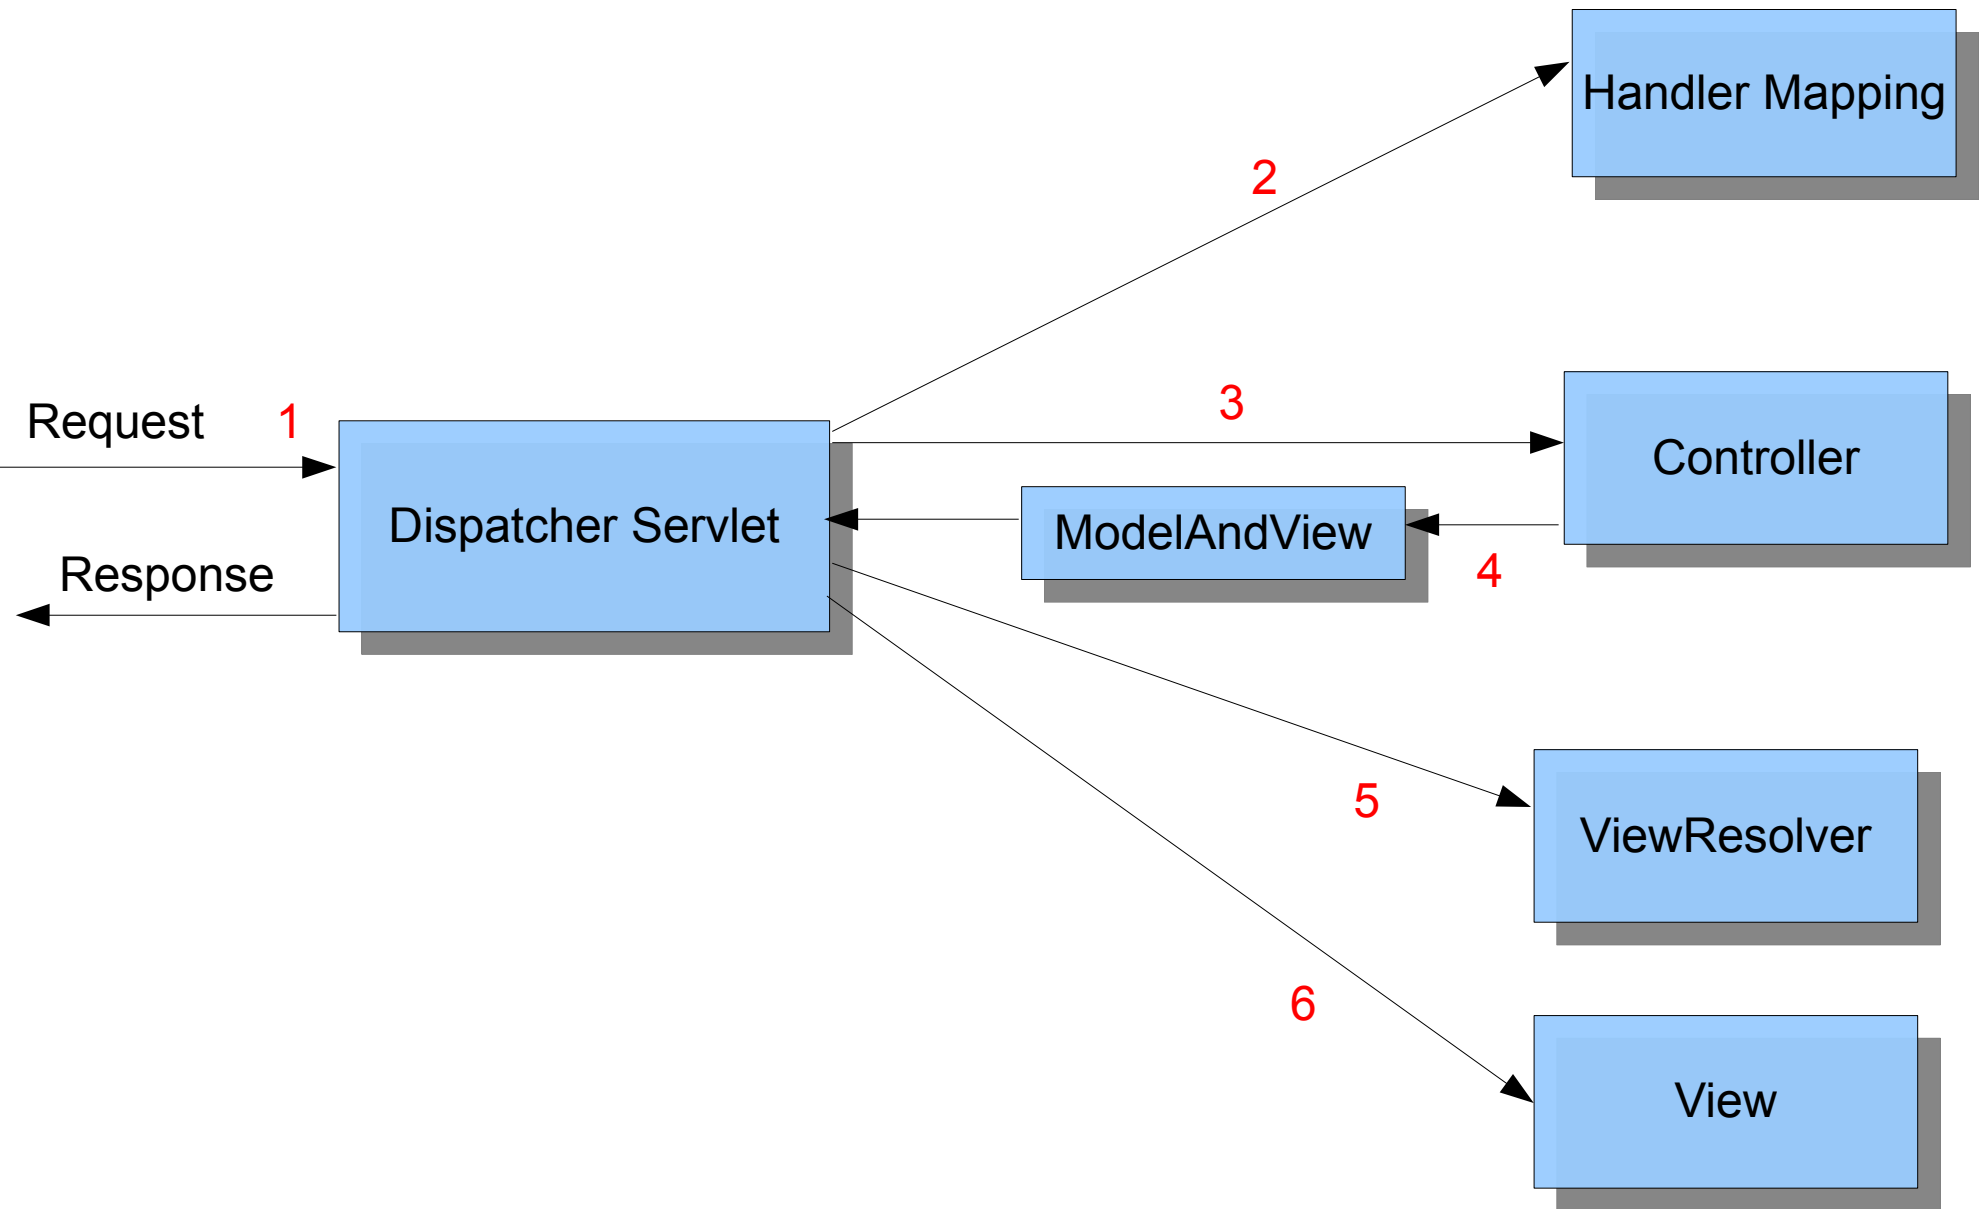 Handler Mapping
2
Request 1
3
Controller
Dispatcher Servlet
ModelAndView
Response
4
5
ViewResolver
6
View